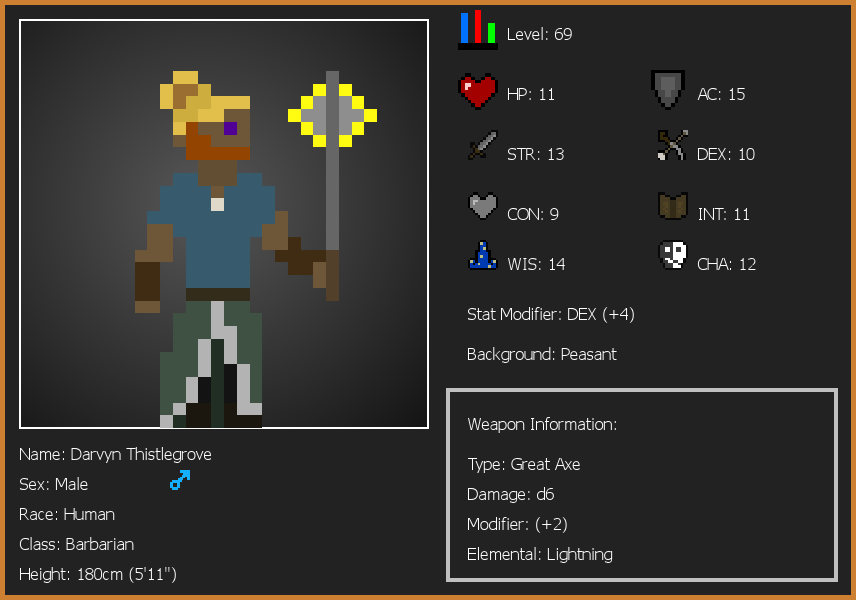 Level: 69
HP: 11
AC: 15
STR: 13
DEX: 10
CON: 9
INT: 11
WIS: 14
CHA: 12
Stat Modifier: DEX (+4)
Background: Peasant
Weapon Information:
Type: Great Axe
Damage: d6
Modifier: (+2)
Elemental: Lightning
Name: Darvyn Thistlegrove
Sex: Male
Race: Human
Class: Barbarian
Height: 180cm (5'11")